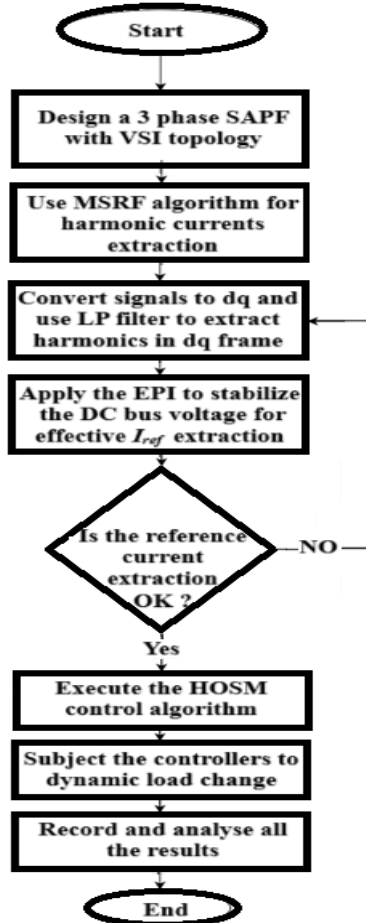 Start
Design a 3 phase SAPF
with VSI topology
Use MSRF algorithm for
harmonic currents
extraction
Convert signals to dq and
use LP filter to extract
harmonics in dq frame
Apply the EPI to stabilize
the DC bus voltage for
effective I_ref extraction
Is the reference
current
extraction
OK ?
NO
Yes
Execute the HOSM
control algorithm
Subject the controllers to
dynamic load change
Record and analyse all
the results
End